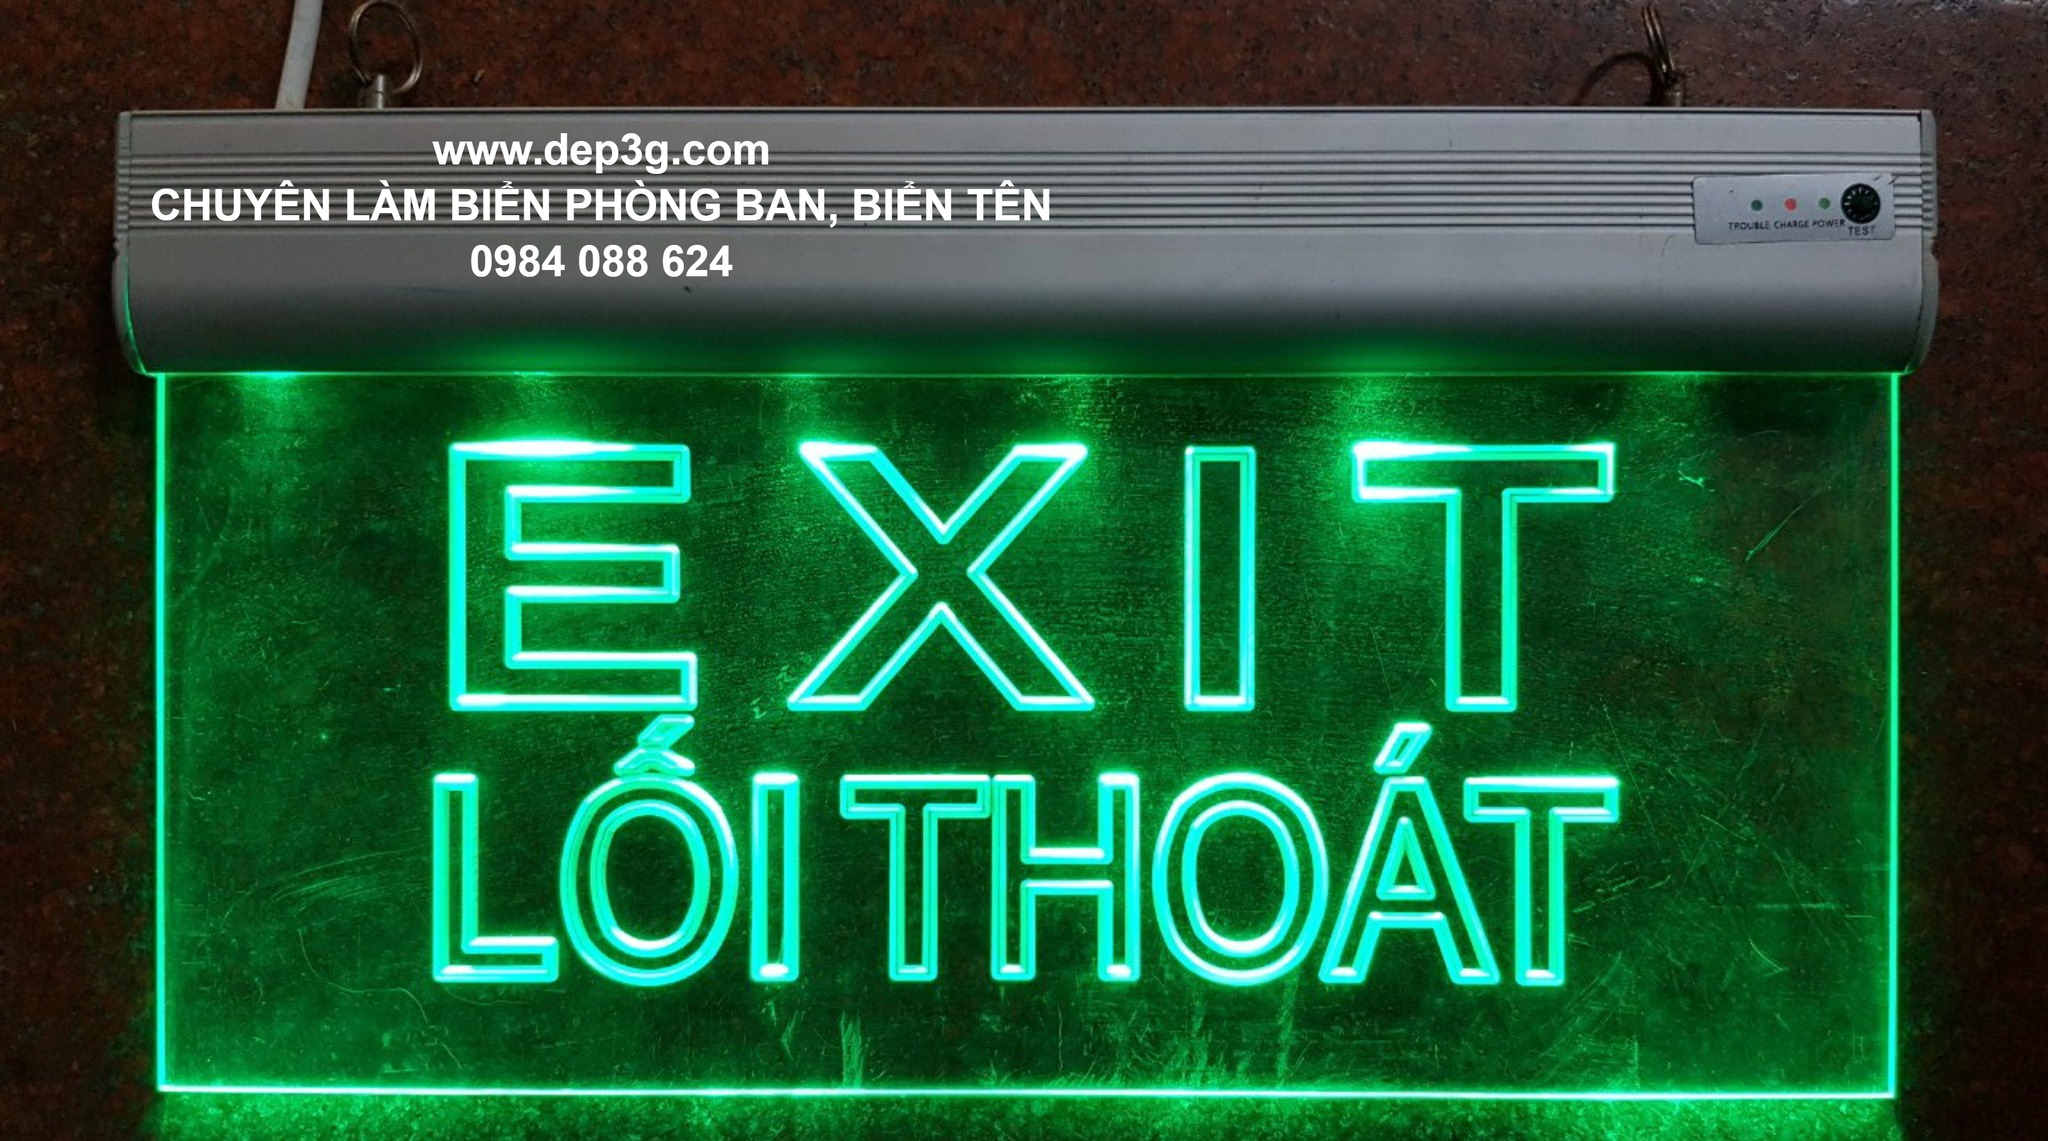 www.dep3g.com
CHUYÊN LÀM BIỂN PHÒNG BAN, BIỂN TÊN
0984 088 624
TROUBLE CHARGE POWER
TEST
EXIT
LỐI THOÁT